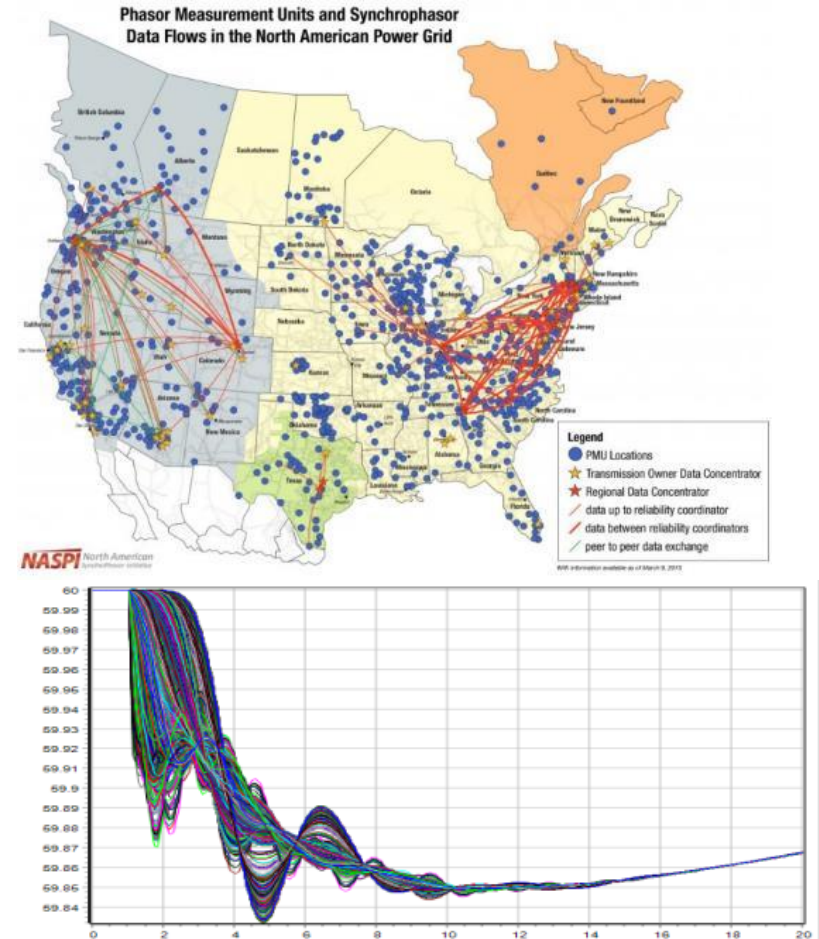 Phasor Measurement Units and Synchrophasor
Data Flows in the North American Power Grid
British Columbia
Alberta
Saskatchewan
Manitoba
Ontario
Quebec
New Foundland
New
Brunswick
Nova
Scotia
Maine
Vermont
New Hampshire
Massachusetts
Rhode Island
New York
Washington
Idaho
Montana
North Dakota
Minnesota
Oregon
Wyoming
South Dakota
Michigan
Iowa
Ohio
California
Nevada
Utah
Colorado
Nebraska
Kansas
Arizona
New Mexico
Oklahoma
Arkansas
North Carolina
South Carolina
Texas
Louisiana
Mississippi
Alabama
Georgia
Florida
Legend
PMU Locations
Transmission Owner Data Concentrator
Regional Data Concentrator
data up to reliability coordinator
data between reliability coordinators
peer to peer data exchange
NASPI North American
SynchroPhasor Initiative
60
59.99
59.98
59.97
59.96
59.95
59.94
59.93
59.92
59.91
59.9
59.89
59.88
59.87
59.86
59.85
59.84
0 2 4 6 8 10 12 14 16 18 20